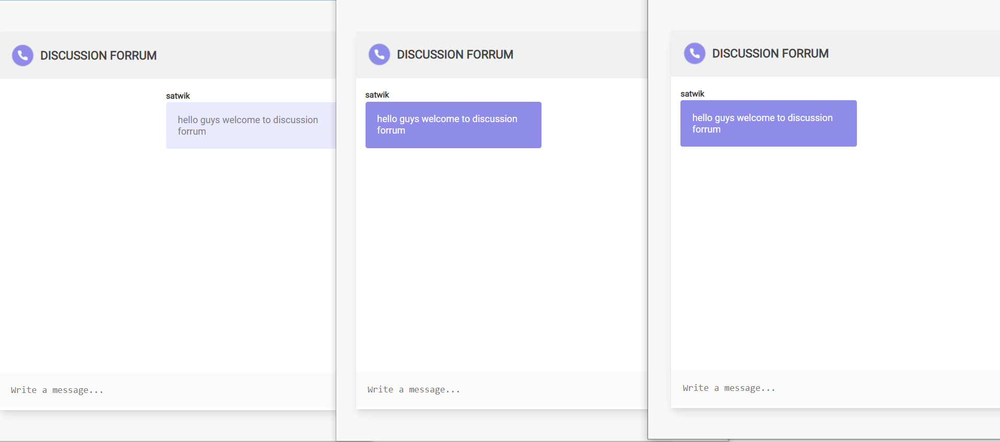 DISCUSSION FORRUM
satwik
hello guys welcome to discussion
forrum
Write a message...
DISCUSSION FORRUM
satwik
hello guys welcome to discussion
forrum
Write a message...
DISCUSSION FORRUM
satwik
hello guys welcome to discussion
forrum
Write a message...